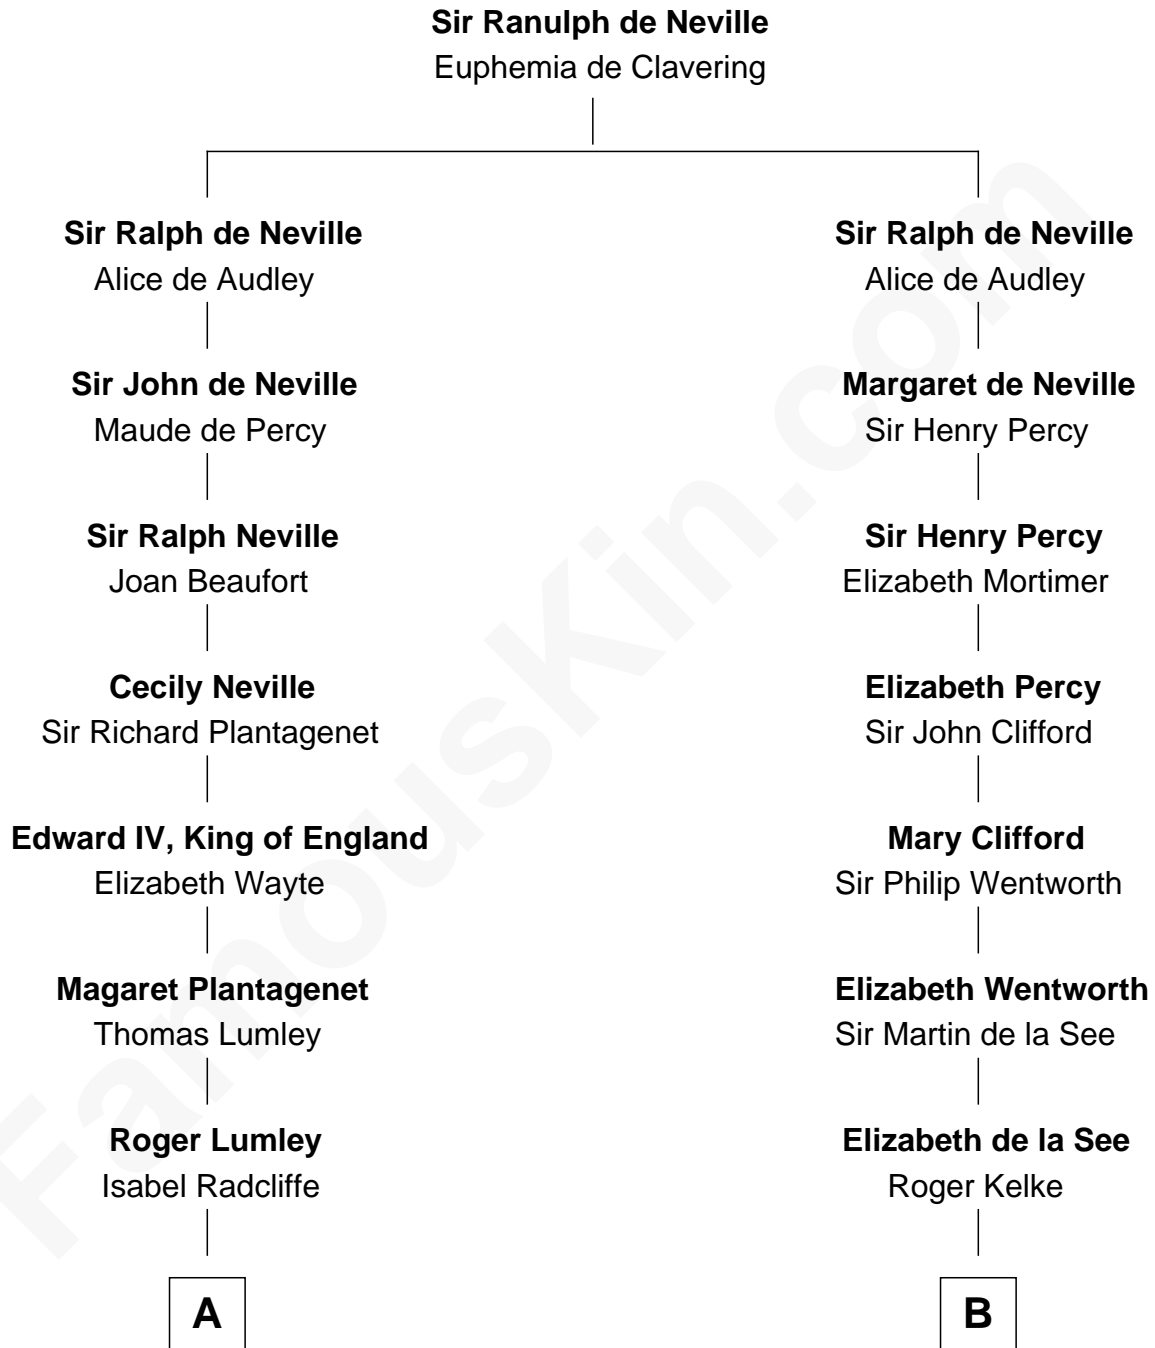 Sir Ranulph de Neville
Euphemia de Clavering
Sir Ralph de Neville
Alice de Audley
Sir John de Neville
Maude de Percy
Sir Ralph Neville
Joan Beaufort
Cecily Neville
Sir Richard Plantagenet
Edward IV, King of England
Elizabeth Wayte
Magaret Plantagenet
Thomas Lumley
Roger Lumley
Isabel Radcliffe
A
Sir Ralph de Neville
Alice de Audley
Margaret de Neville
Sir Henry Percy
Sir Henry Percy
Elizabeth Mortimer
Elizabeth Percy
Sir John Clifford
Mary Clifford
Sir Philip Wentworth
Elizabeth Wentworth
Sir Martin de la See
Elizabeth de la See
Roger Kelke
B
FamousKin.com